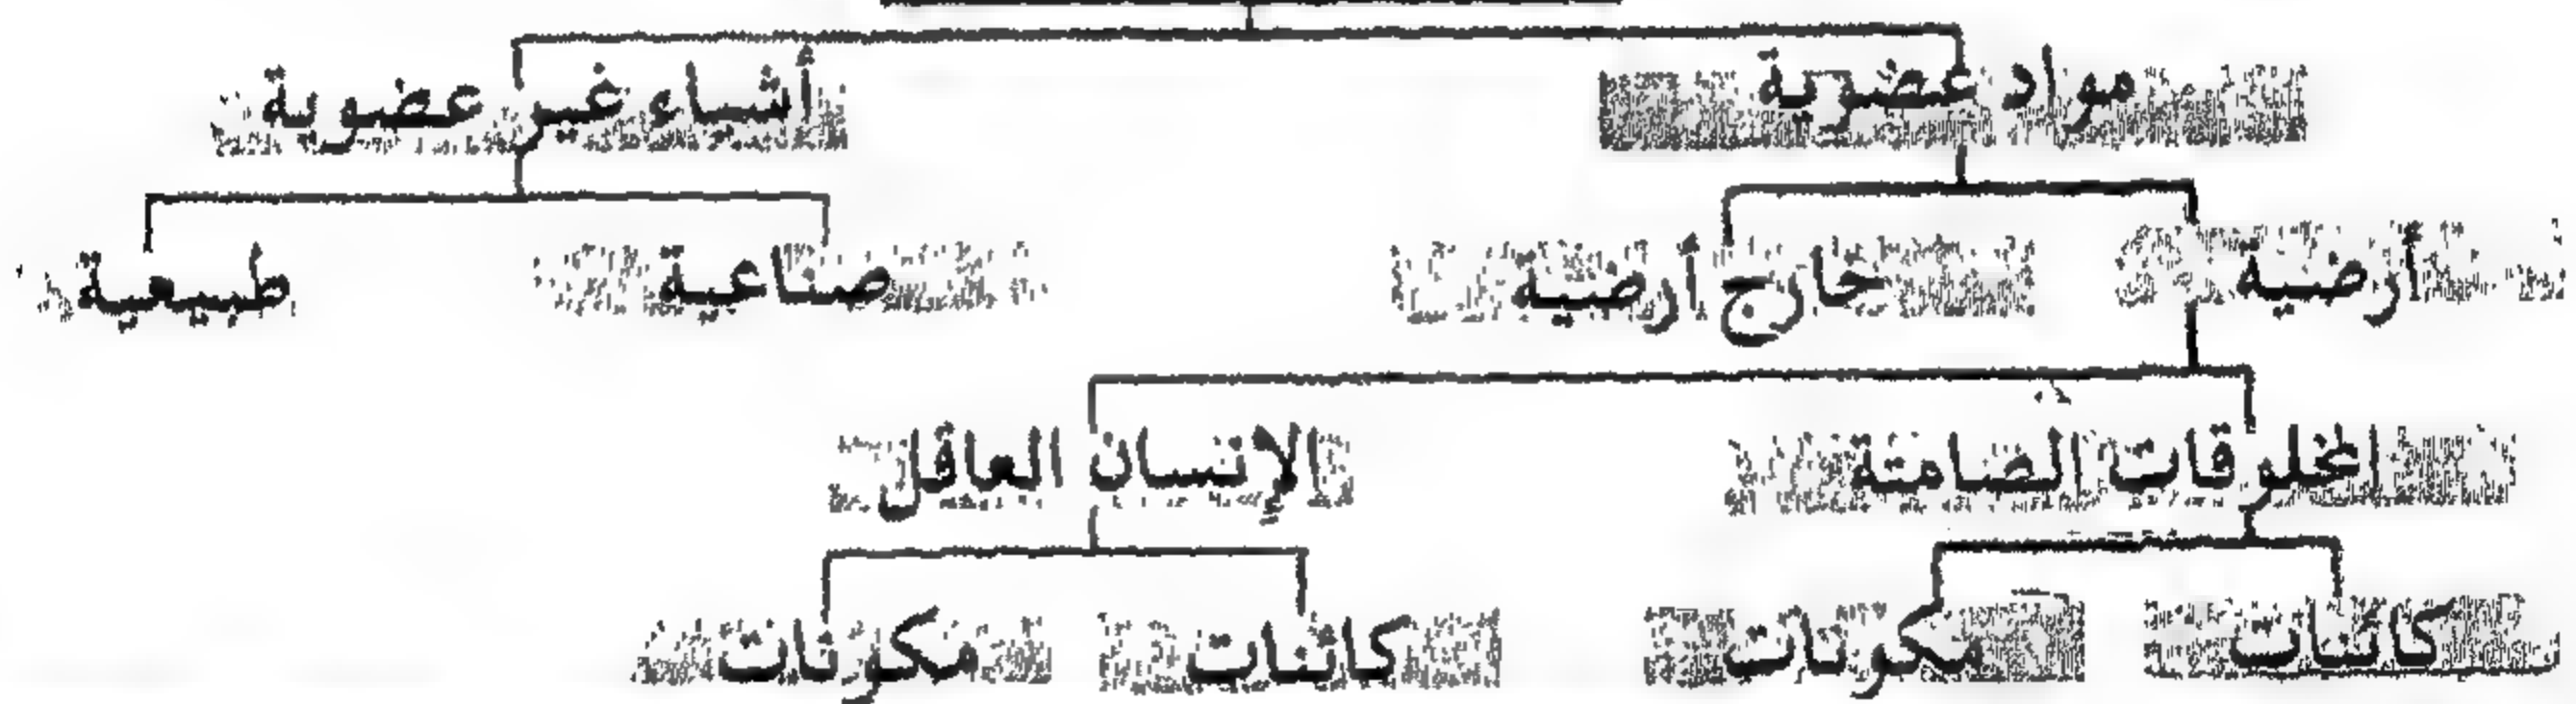 مواد عضوية أشياء غير عضوية
أرضية خارج أرضية صناعية طبيعية
المخلوقات الصامتة الإنسان العاقل
كائنات مكونات كائنات مكونات